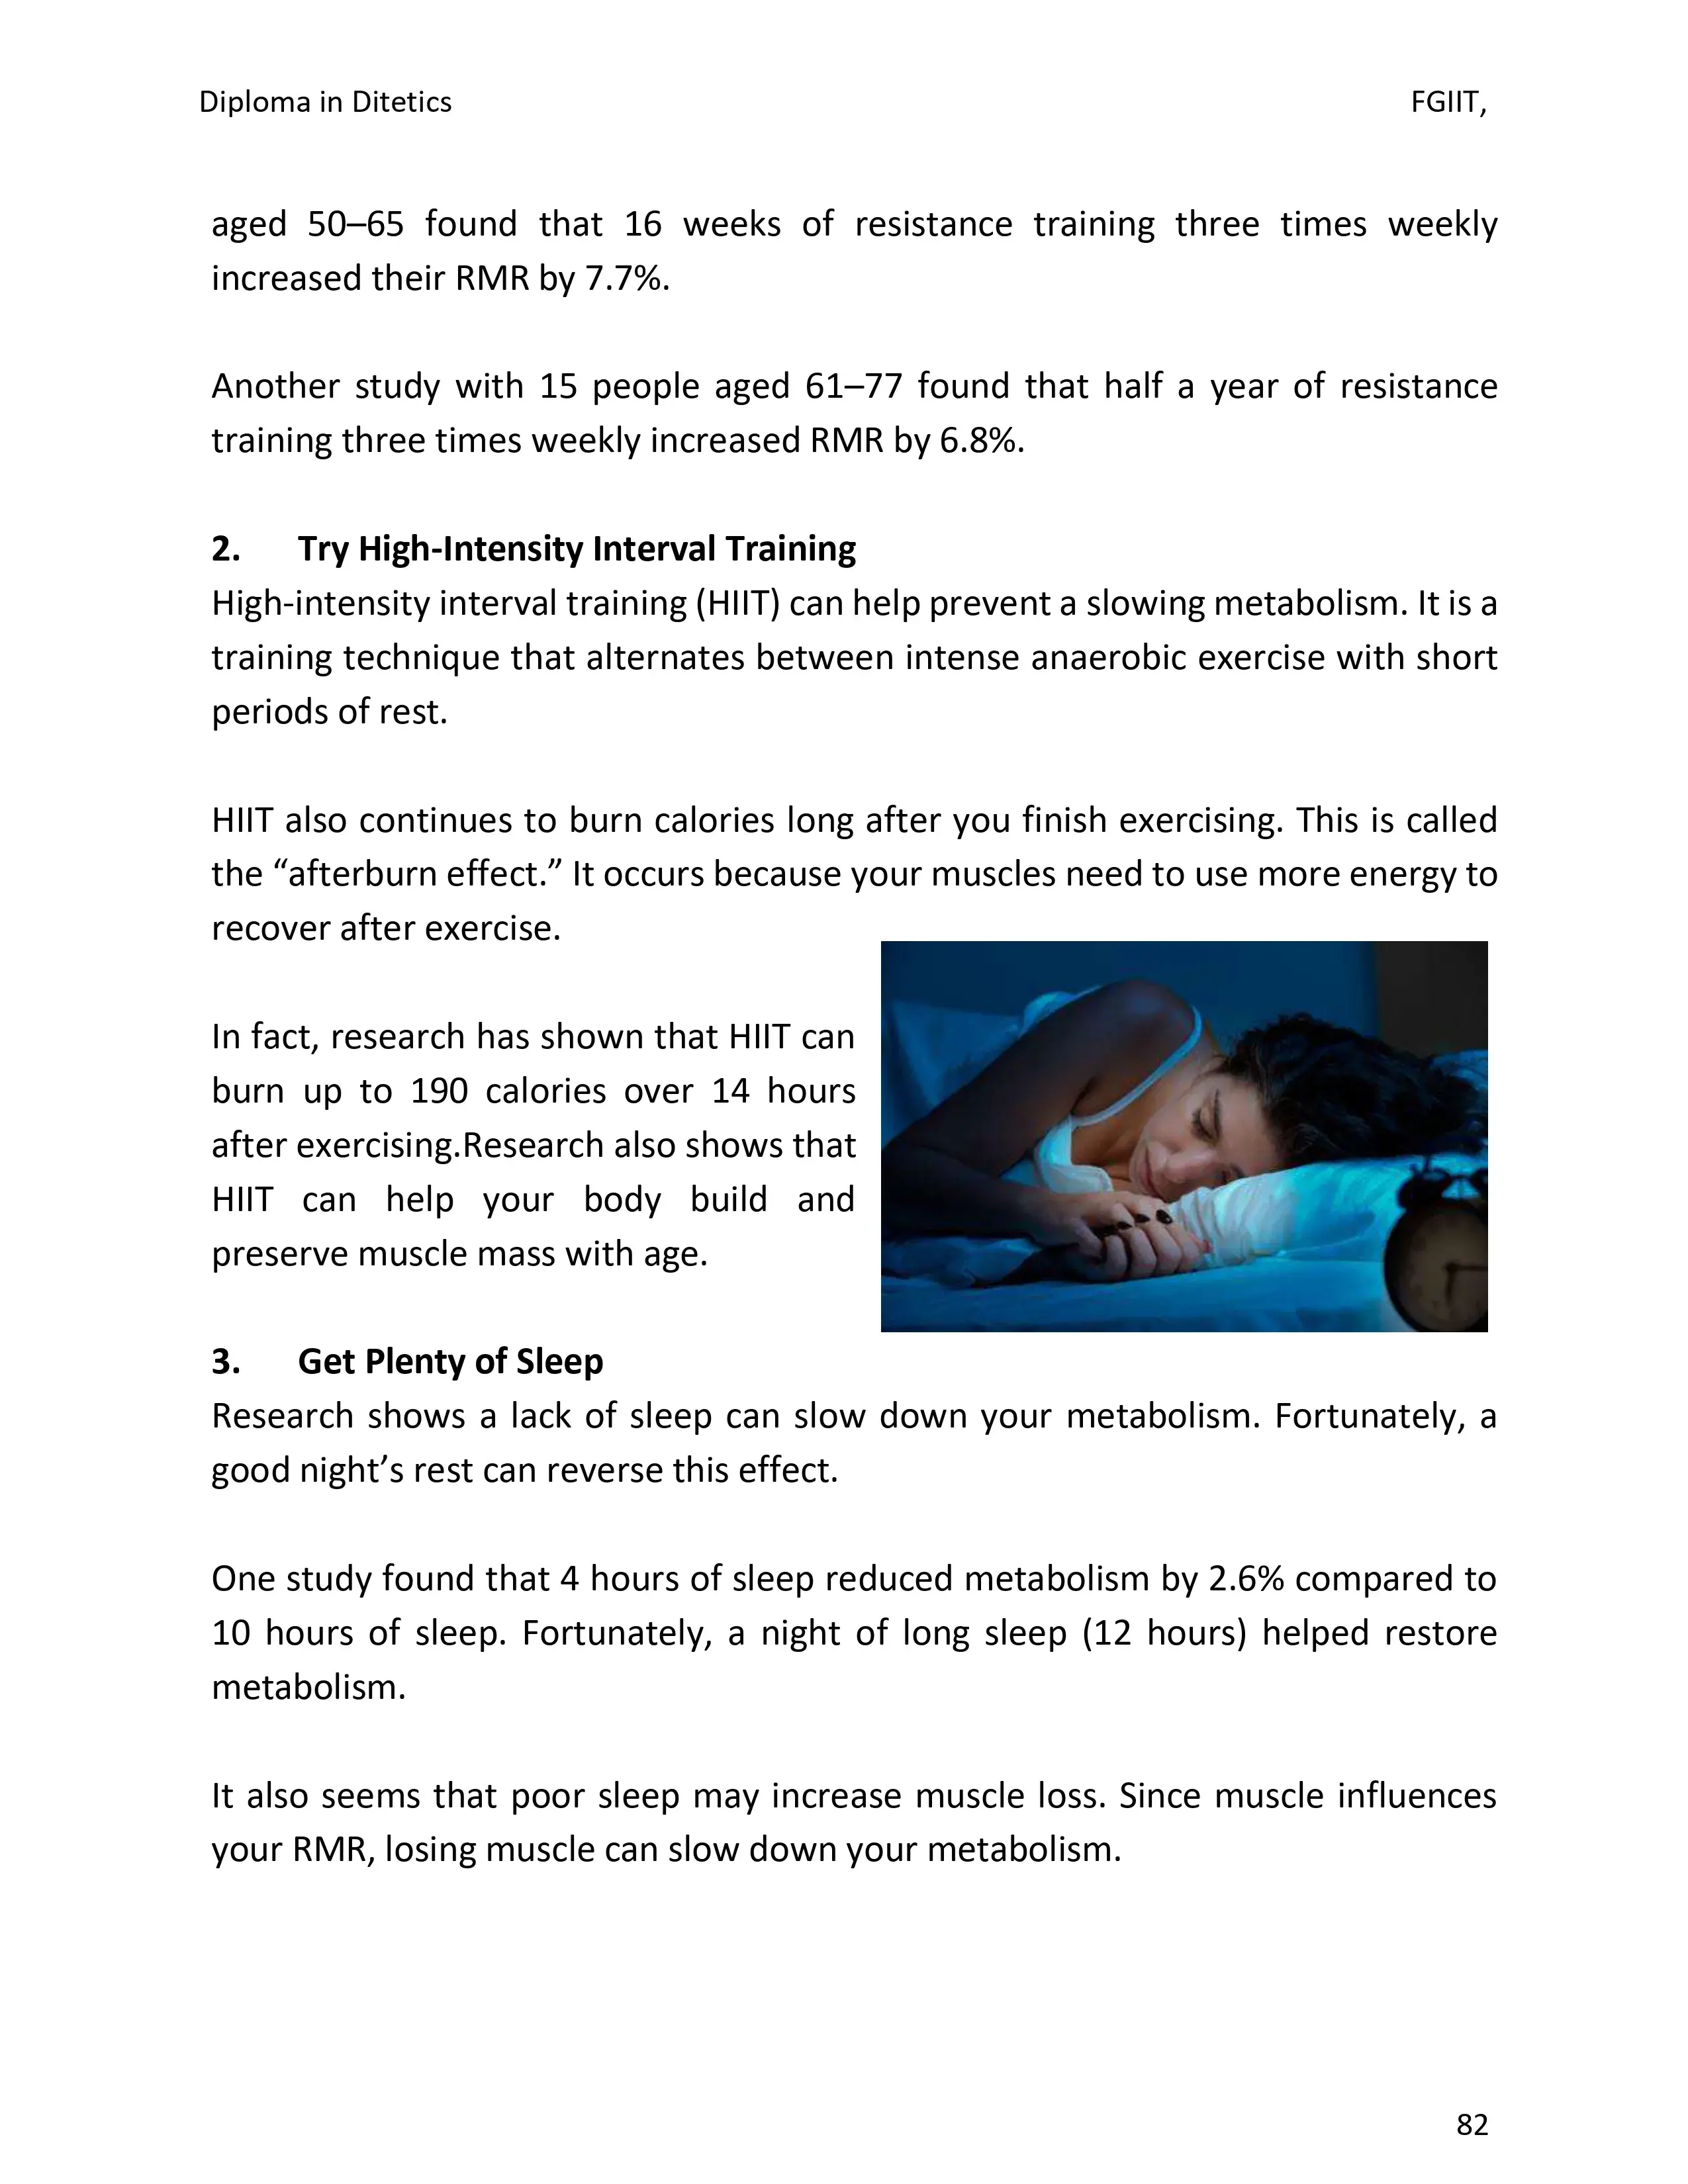 Diploma in Ditetics FGIIT,
aged 50–65 found that 16 weeks of resistance training three times weekly
increased their RMR by 7.7%.
Another study with 15 people aged 61–77 found that half a year of resistance
training three times weekly increased RMR by 6.8%.
2. Try High-Intensity Interval Training
High-intensity interval training (HIIT) can help prevent a slowing metabolism. It is a
training technique that alternates between intense anaerobic exercise with short
periods of rest.
HIIT also continues to burn calories long after you finish exercising. This is called
the “afterburn effect.” It occurs because your muscles need to use more energy to
recover after exercise.
In fact, research has shown that HIIT can
burn up to 190 calories over 14 hours
after exercising.Research also shows that
HIIT can help your body build and
preserve muscle mass with age.
3. Get Plenty of Sleep
Research shows a lack of sleep can slow down your metabolism. Fortunately, a
good night’s rest can reverse this effect.
One study found that 4 hours of sleep reduced metabolism by 2.6% compared to
10 hours of sleep. Fortunately, a night of long sleep (12 hours) helped restore
metabolism.
It also seems that poor sleep may increase muscle loss. Since muscle influences
your RMR, losing muscle can slow down your metabolism.
82